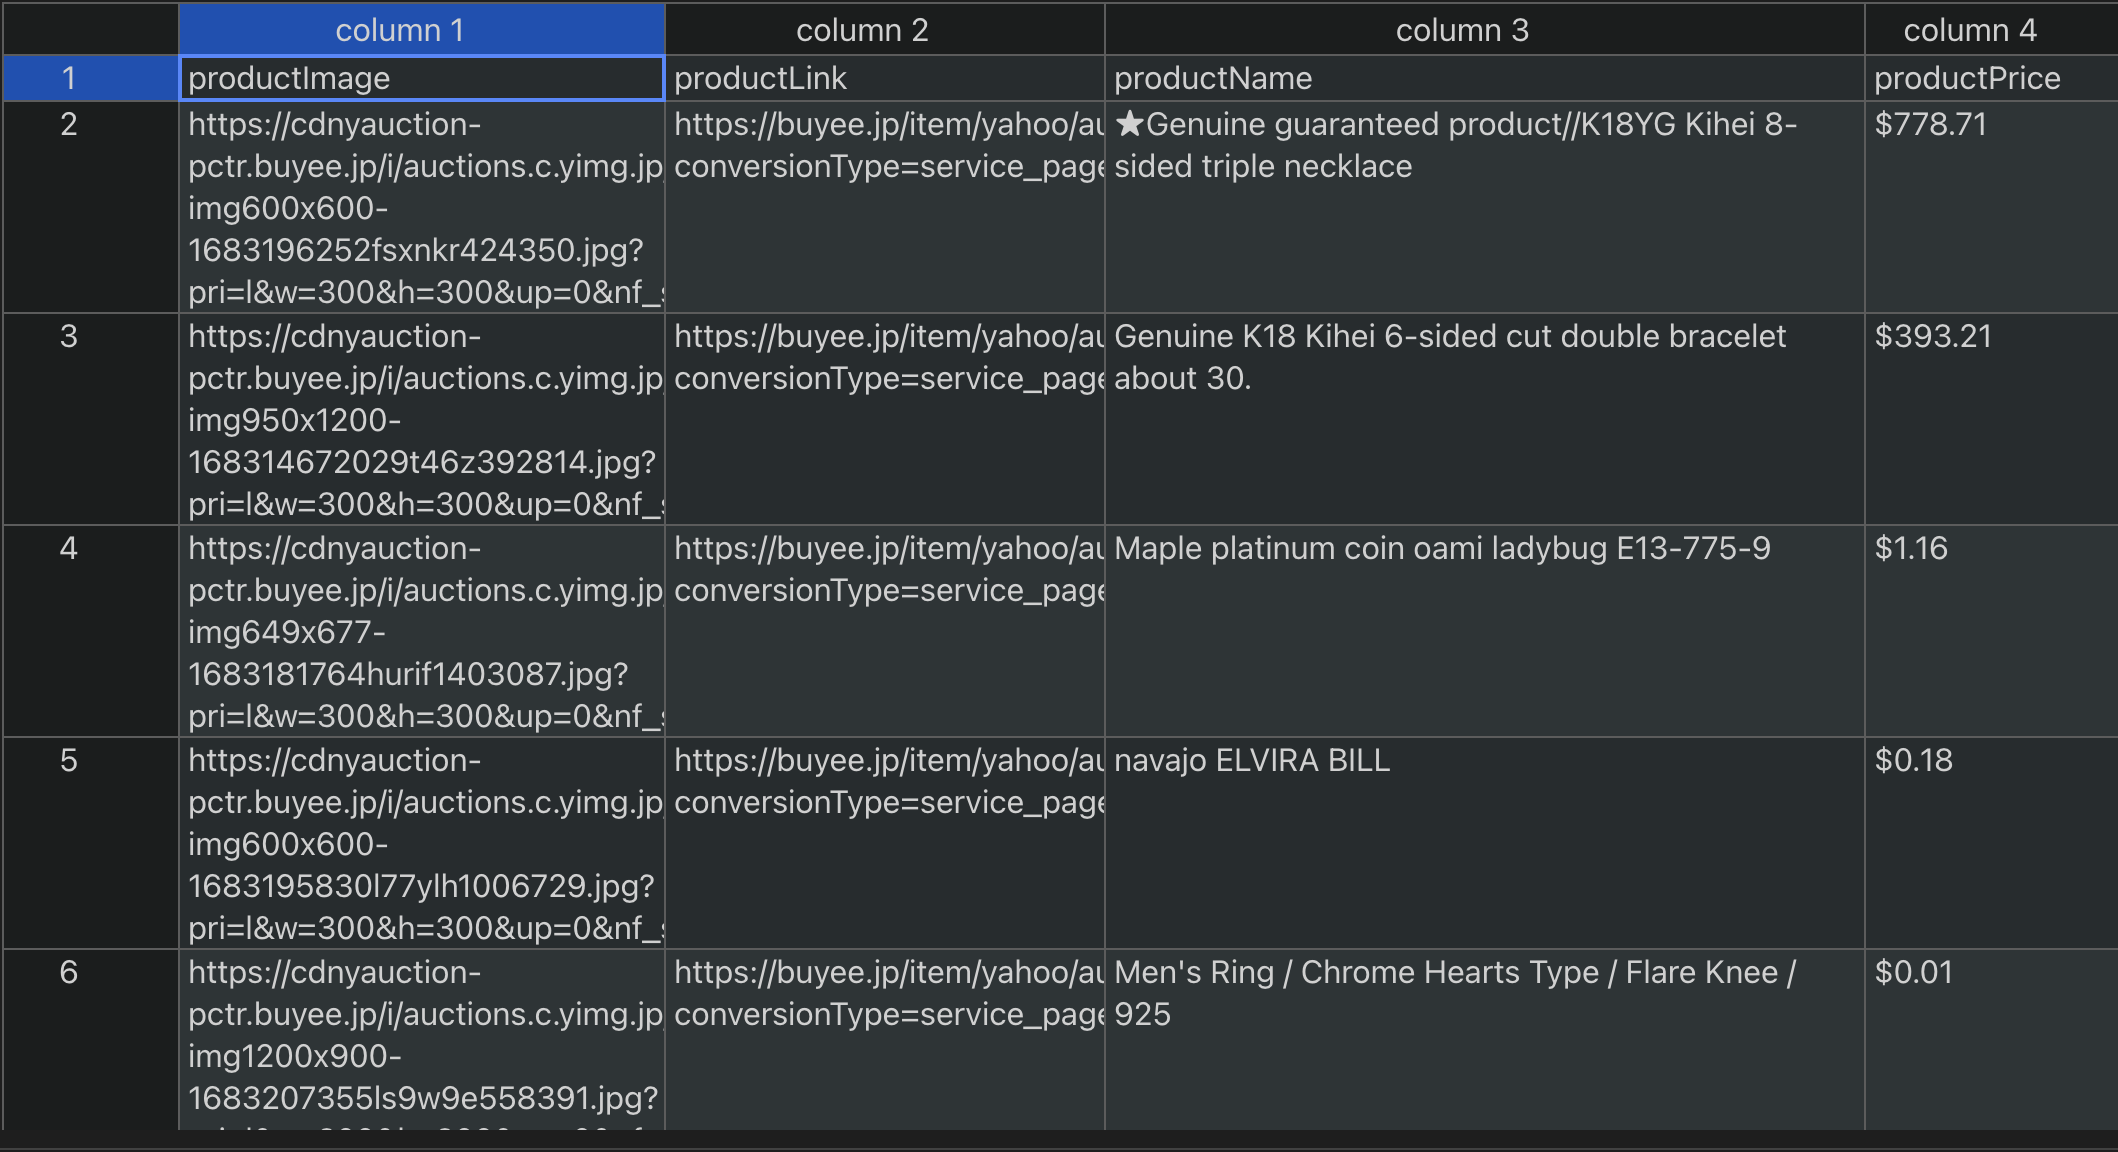 column 1 column 2 column 3 column 4
1 productImage productLink productName productPrice
2 https://cdnyauction- https://buyee.jp/item/yahoo/au ★Genuine guaranteed product//K18YG Kihei 8- $778.71
pctr.buyee.jp/i/auctions.c.yimg.jp conversionType=service_page sided triple necklace
img600x600-
1683196252fsxnkr424350.jpg?
pri=l&w=300&h=300&up=0&nf_s
3 https://cdnyauction- https://buyee.jp/item/yahoo/au Genuine K18 Kihei 6-sided cut double bracelet $393.21
pctr.buyee.jp/i/auctions.c.yimg.jp conversionType=service_page about 30.
img950x1200-
168314672029t46z392814.jpg?
pri=l&w=300&h=300&up=0&nf_s
4 https://cdnyauction- https://buyee.jp/item/yahoo/au Maple platinum coin oami ladybug E13-775-9 $1.16
pctr.buyee.jp/i/auctions.c.yimg.jp conversionType=service_page
img649x677-
1683181764hurif1403087.jpg?
pri=l&w=300&h=300&up=0&nf_s
5 https://cdnyauction- https://buyee.jp/item/yahoo/au navajo ELVIRA BILL $0.18
pctr.buyee.jp/i/auctions.c.yimg.jp conversionType=service_page
img600x600-
1683195830l77ylh1006729.jpg?
pri=l&w=300&h=300&up=0&nf_s
6 https://cdnyauction- https://buyee.jp/item/yahoo/au Men's Ring / Chrome Hearts Type / Flare Knee / $0.01
pctr.buyee.jp/i/auctions.c.yimg.jp conversionType=service_page 925
img1200x900-
1683207355ls9w9e558391.jpg?